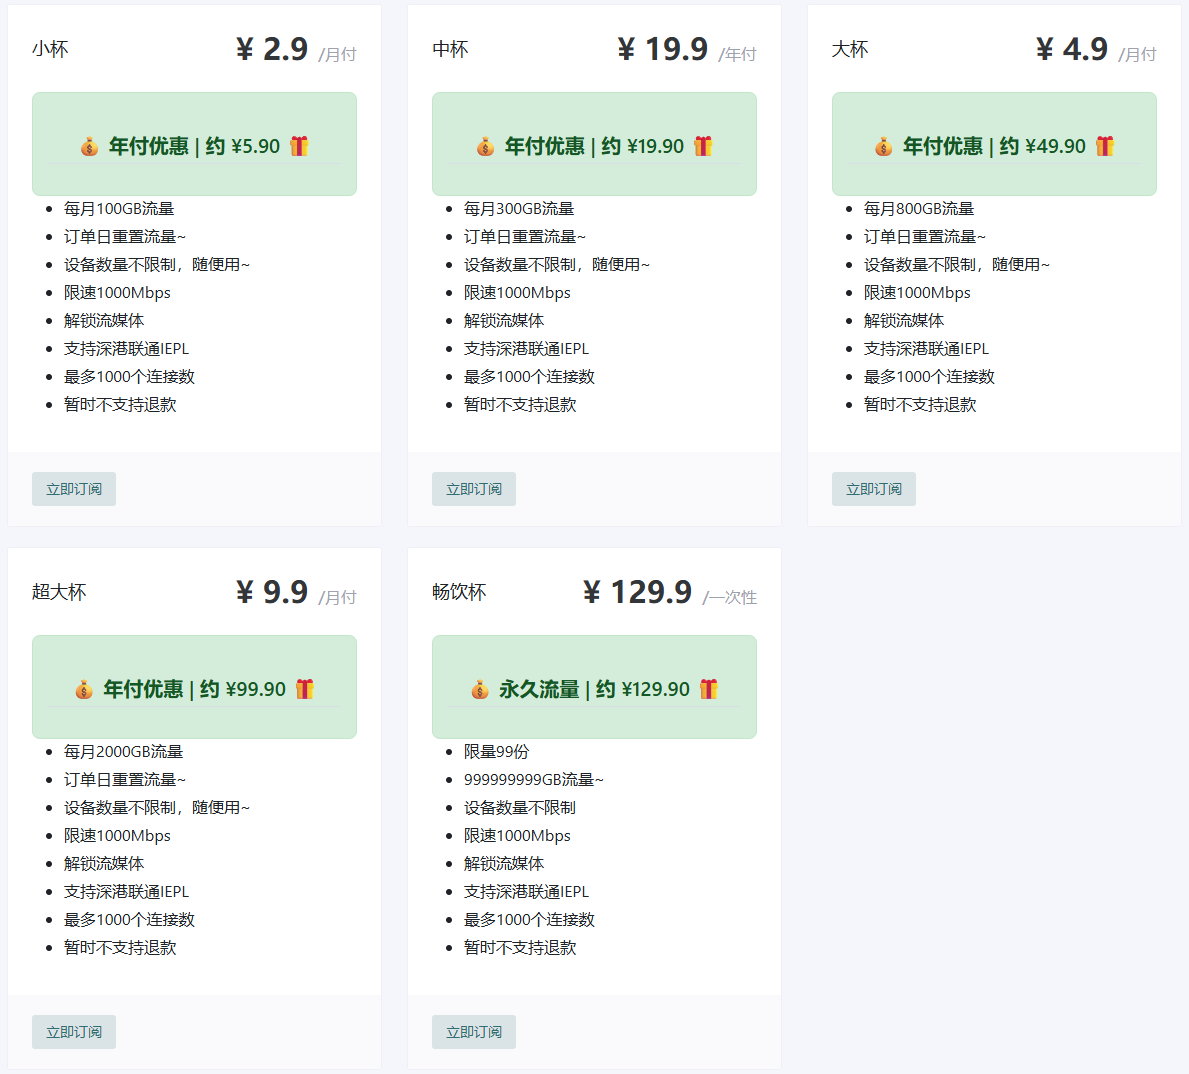 小杯
¥ 2.9 /月付
💰 年付优惠 | 约 ¥5.90 🎁
每月100GB流量
订单日重置流量~
设备数量不限制，随便用~
限速1000Mbps
解锁流媒体
支持深港联通IEPL
最多1000个连接数
暂时不支持退款
立即订阅
中杯
¥ 19.9 /年付
💰 年付优惠 | 约 ¥19.90 🎁
每月300GB流量
订单日重置流量~
设备数量不限制，随便用~
限速1000Mbps
解锁流媒体
支持深港联通IEPL
最多1000个连接数
暂时不支持退款
立即订阅
大杯
¥ 4.9 /月付
💰 年付优惠 | 约 ¥49.90 🎁
每月800GB流量
订单日重置流量~
设备数量不限制，随便用~
限速1000Mbps
解锁流媒体
支持深港联通IEPL
最多1000个连接数
暂时不支持退款
立即订阅
超大杯
¥ 9.9 /月付
💰 年付优惠 | 约 ¥99.90 🎁
每月2000GB流量
订单日重置流量~
设备数量不限制，随便用~
限速1000Mbps
解锁流媒体
支持深港联通IEPL
最多1000个连接数
暂时不支持退款
立即订阅
畅饮杯
¥ 129.9 /一次性
💰 永久流量 | 约 ¥129.90 🎁
限量99份
999999999GB流量~
设备数量不限制
限速1000Mbps
解锁流媒体
支持深港联通IEPL
最多1000个连接数
暂时不支持退款
立即订阅